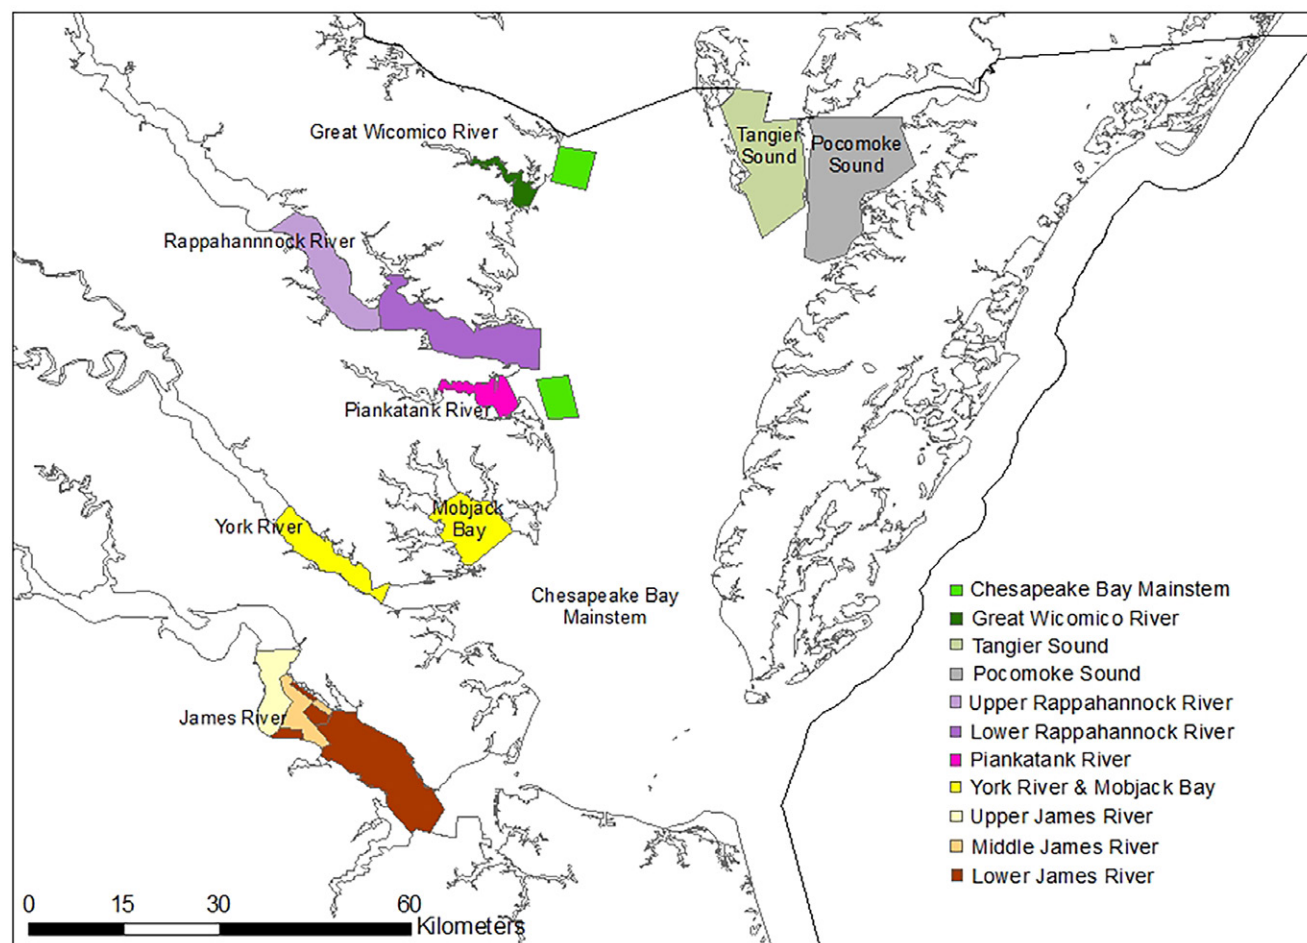 Great Wicomico River
Tangier
Sound
Pocomoke
Sound
Rappahannnock River
Piankatank River
Mobjack
Bay
York River
Chesapeake Bay
Mainstem
James River
Chesapeake Bay Mainstem
Great Wicomico River
Tangier Sound
Pocomoke Sound
Upper Rappahannock River
Lower Rappahannock River
Piankatank River
York River & Mobjack Bay
Upper James River
Middle James River
Lower James River
0 15 30 60
Kilometers